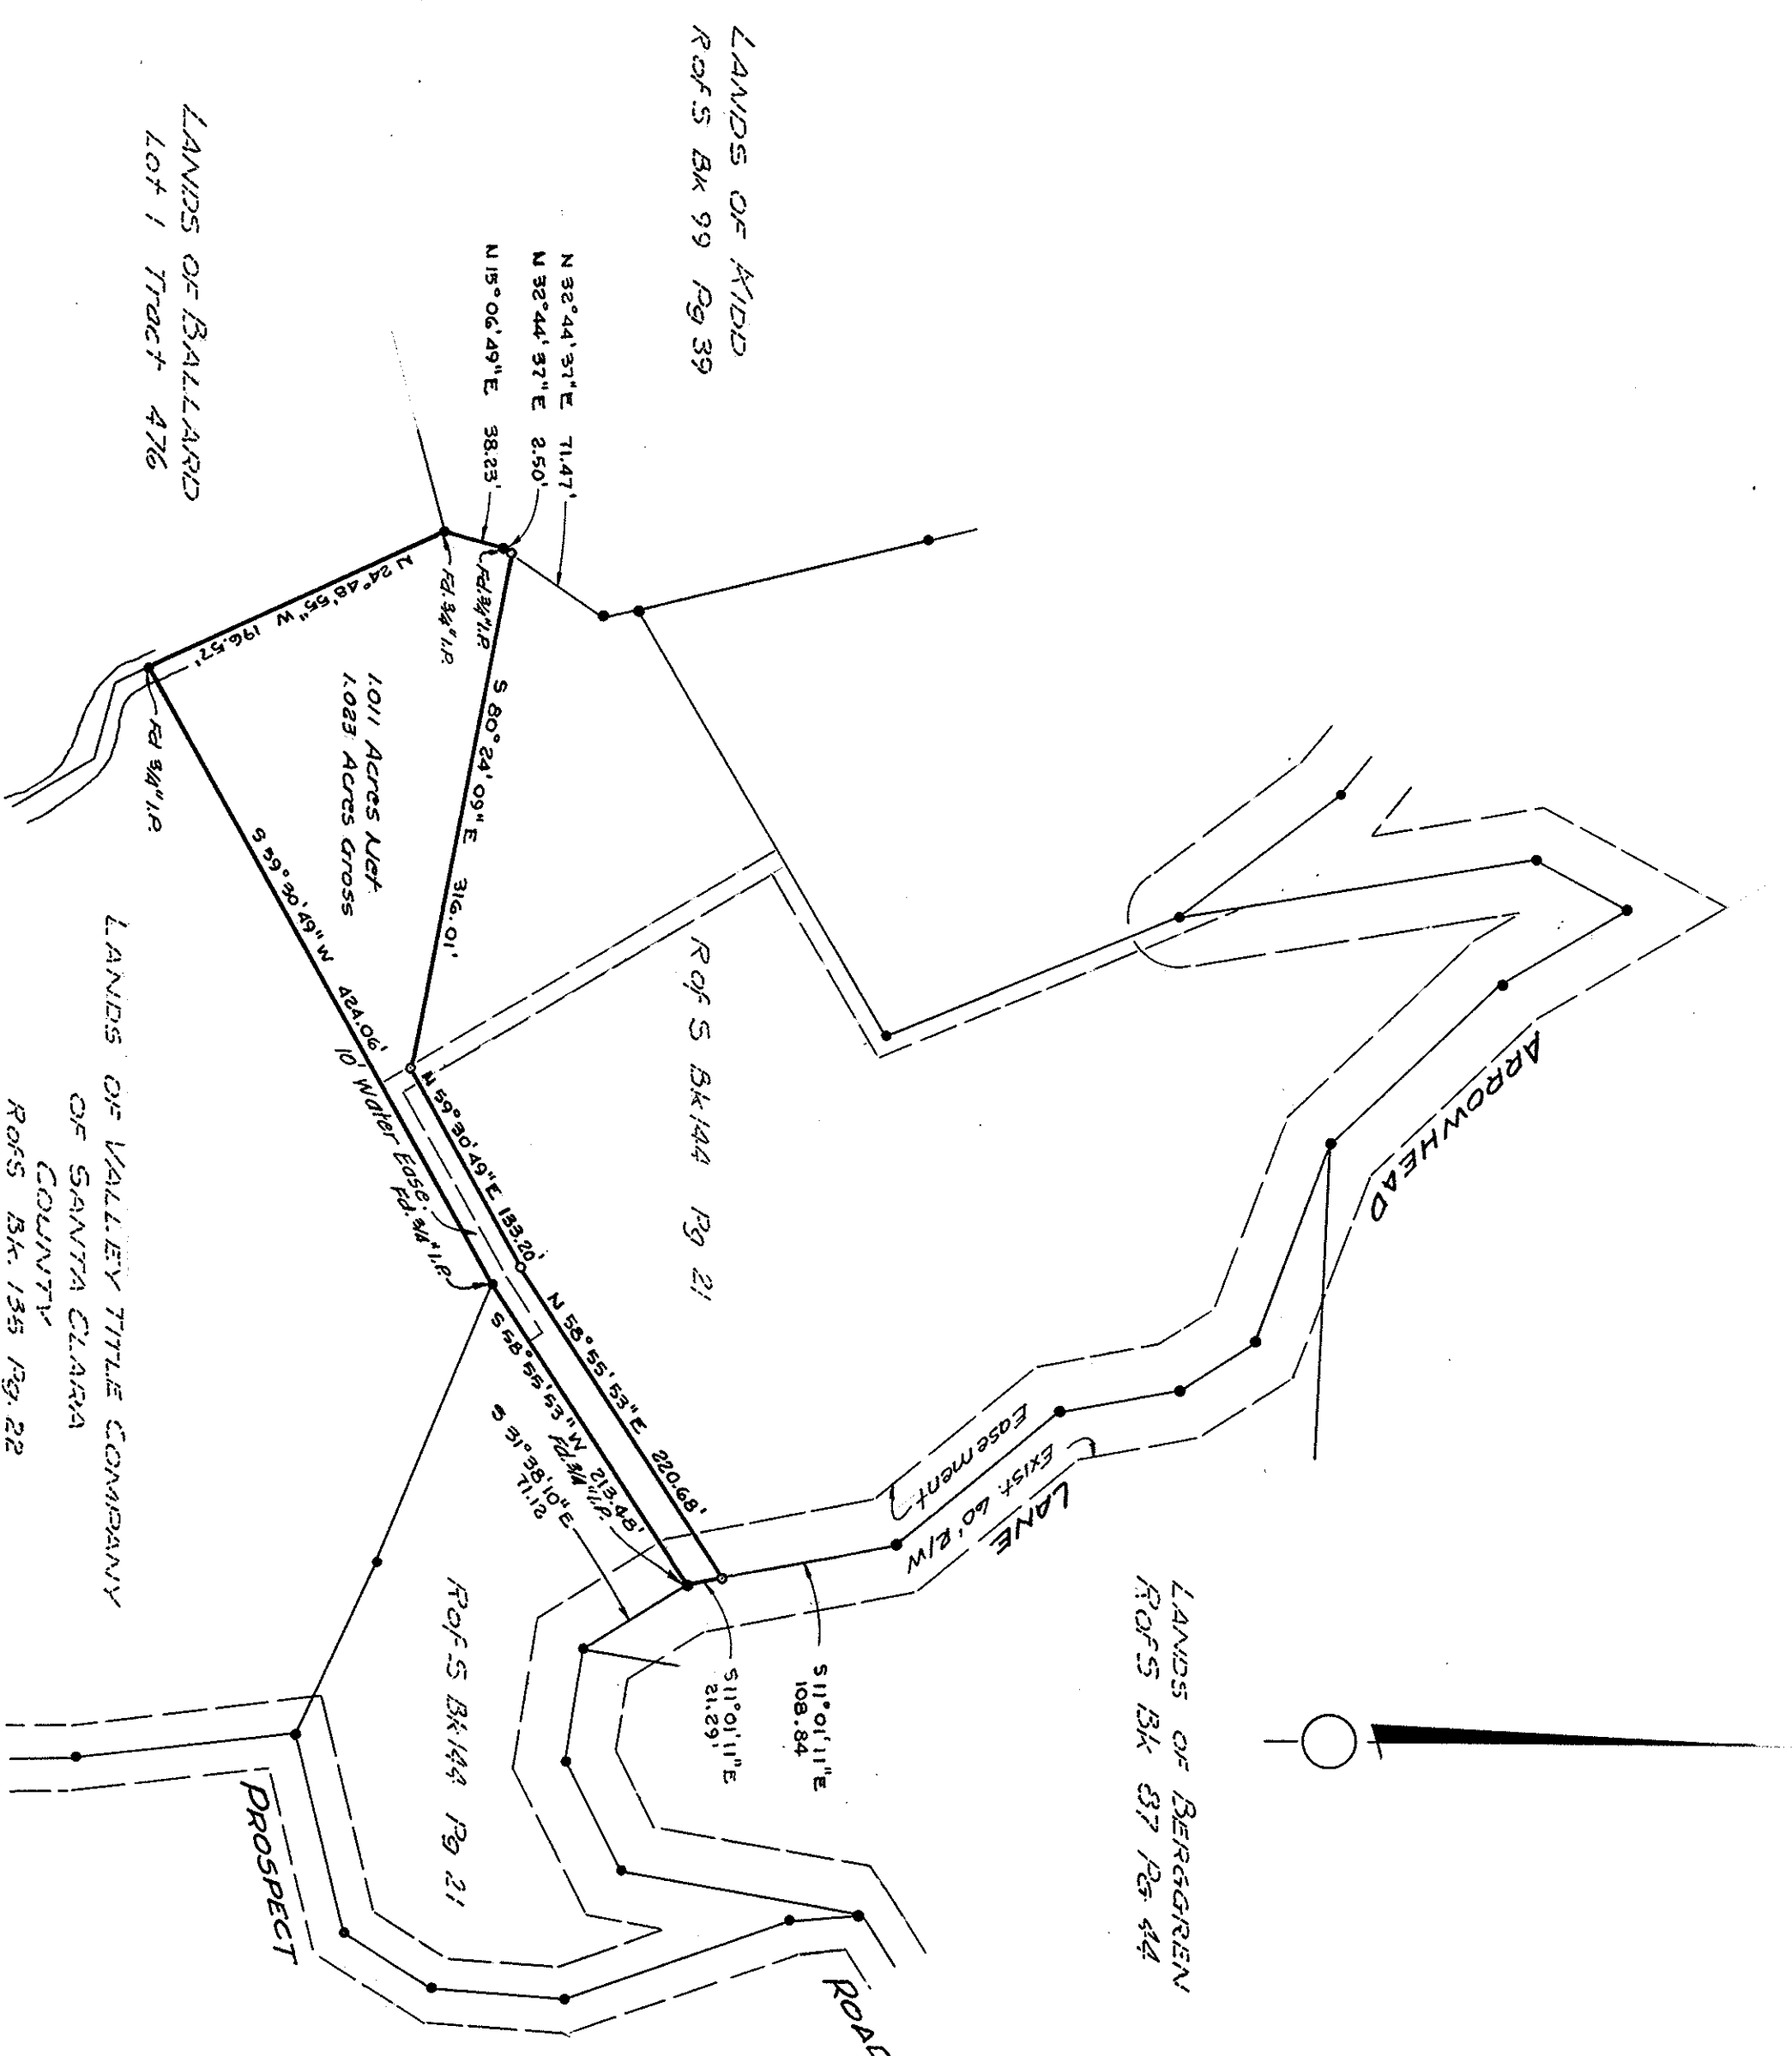 LANDS OF KIDD
R of S Bk 99 Pg 39
LANDS OF BALLARD
Lot 1 Tract 476
N 32° 44' 37" E 71.47'
N 32° 44' 37" E 2.50'
N 15° 06' 49" E 38.23'
Fd. 3/4" I.P.
Fd. 3/4" I.P.
N 24° 48' 55" W 196.57'
Fd 3/4" I.P.
1.011 Acres Net
1.023 Acres Gross
S 80° 24' 09" E 316.01'
S 59° 30' 49" W 424.06'
10' Water Ease.
Fd. 3/4" I.P.
N 59° 30' 49" E 133.20'
N 58° 55' 53" E 220.68'
S 58° 55' 53" W 213.48'
Fd. 3/4" I.P.
S 31° 38' 10" E
71.12
S 11° 01' 11" E
108.84
S 11° 01' 11" E
21.29'
R of S Bk 144 Pg 21
R of S Bk 144 Pg 21
LANDS OF VALLEY TITLE COMPANY
OF SANTA CLARA
COUNTY
R of S Bk. 135 Pg. 22
LANDS OF BERGGREN
R of S Bk 87 Pg 44
ARROWHEAD
LANE
Exist. 60' R/W
Easement
PROSPECT
ROAD